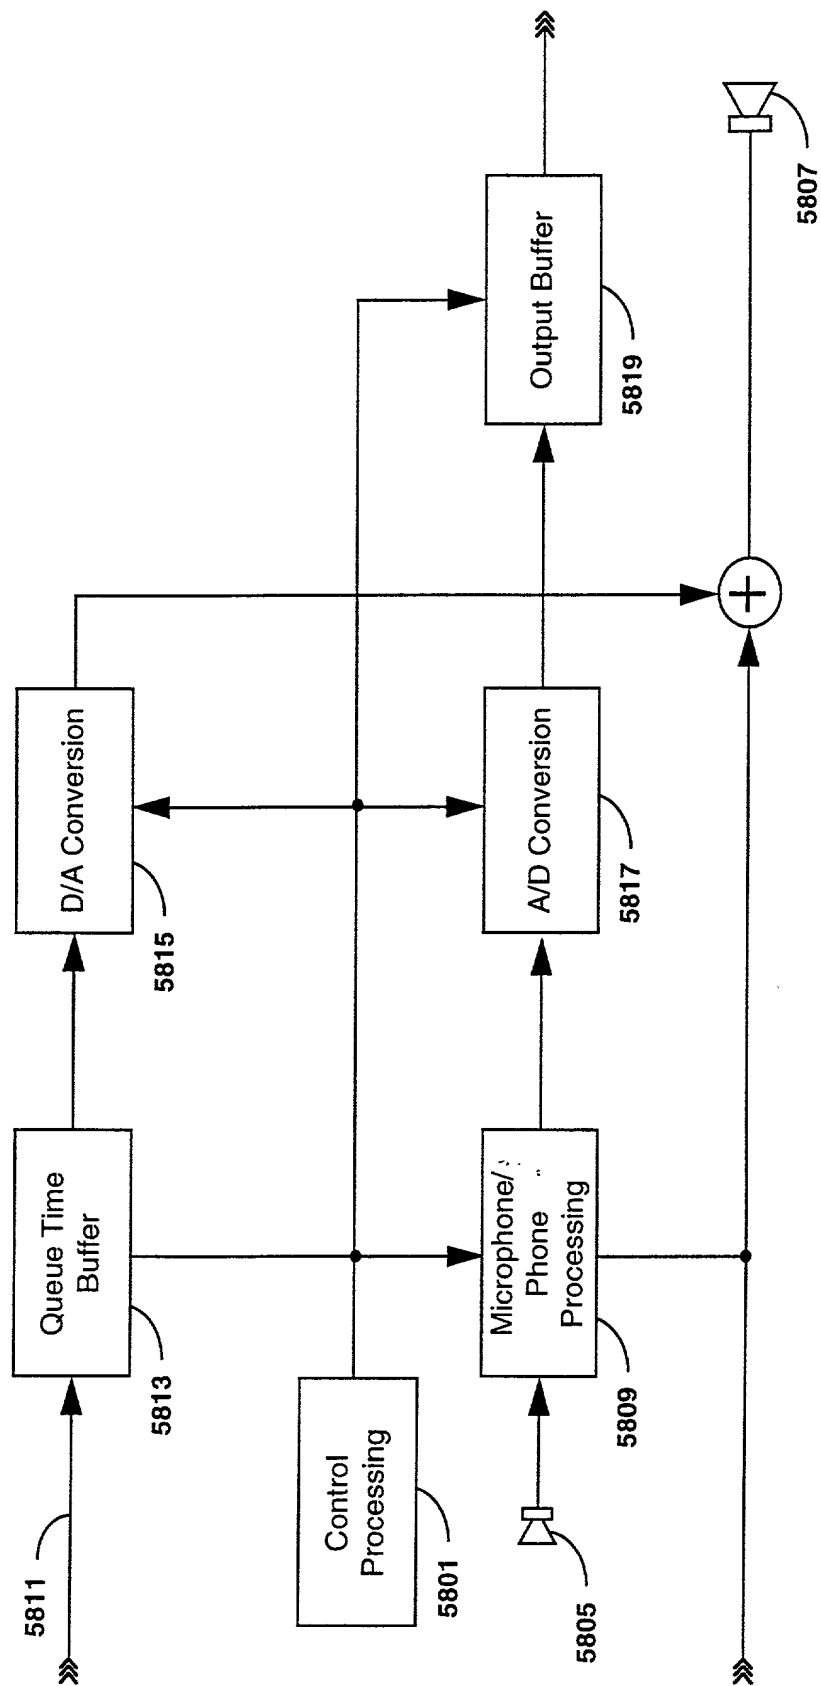 5811
Queue Time
Buffer
5813
D/A Conversion
5815
Control
Processing
5801
5805
Microphone/
Phone
Processing
5809
A/D Conversion
5817
Output Buffer
5819
+
5807